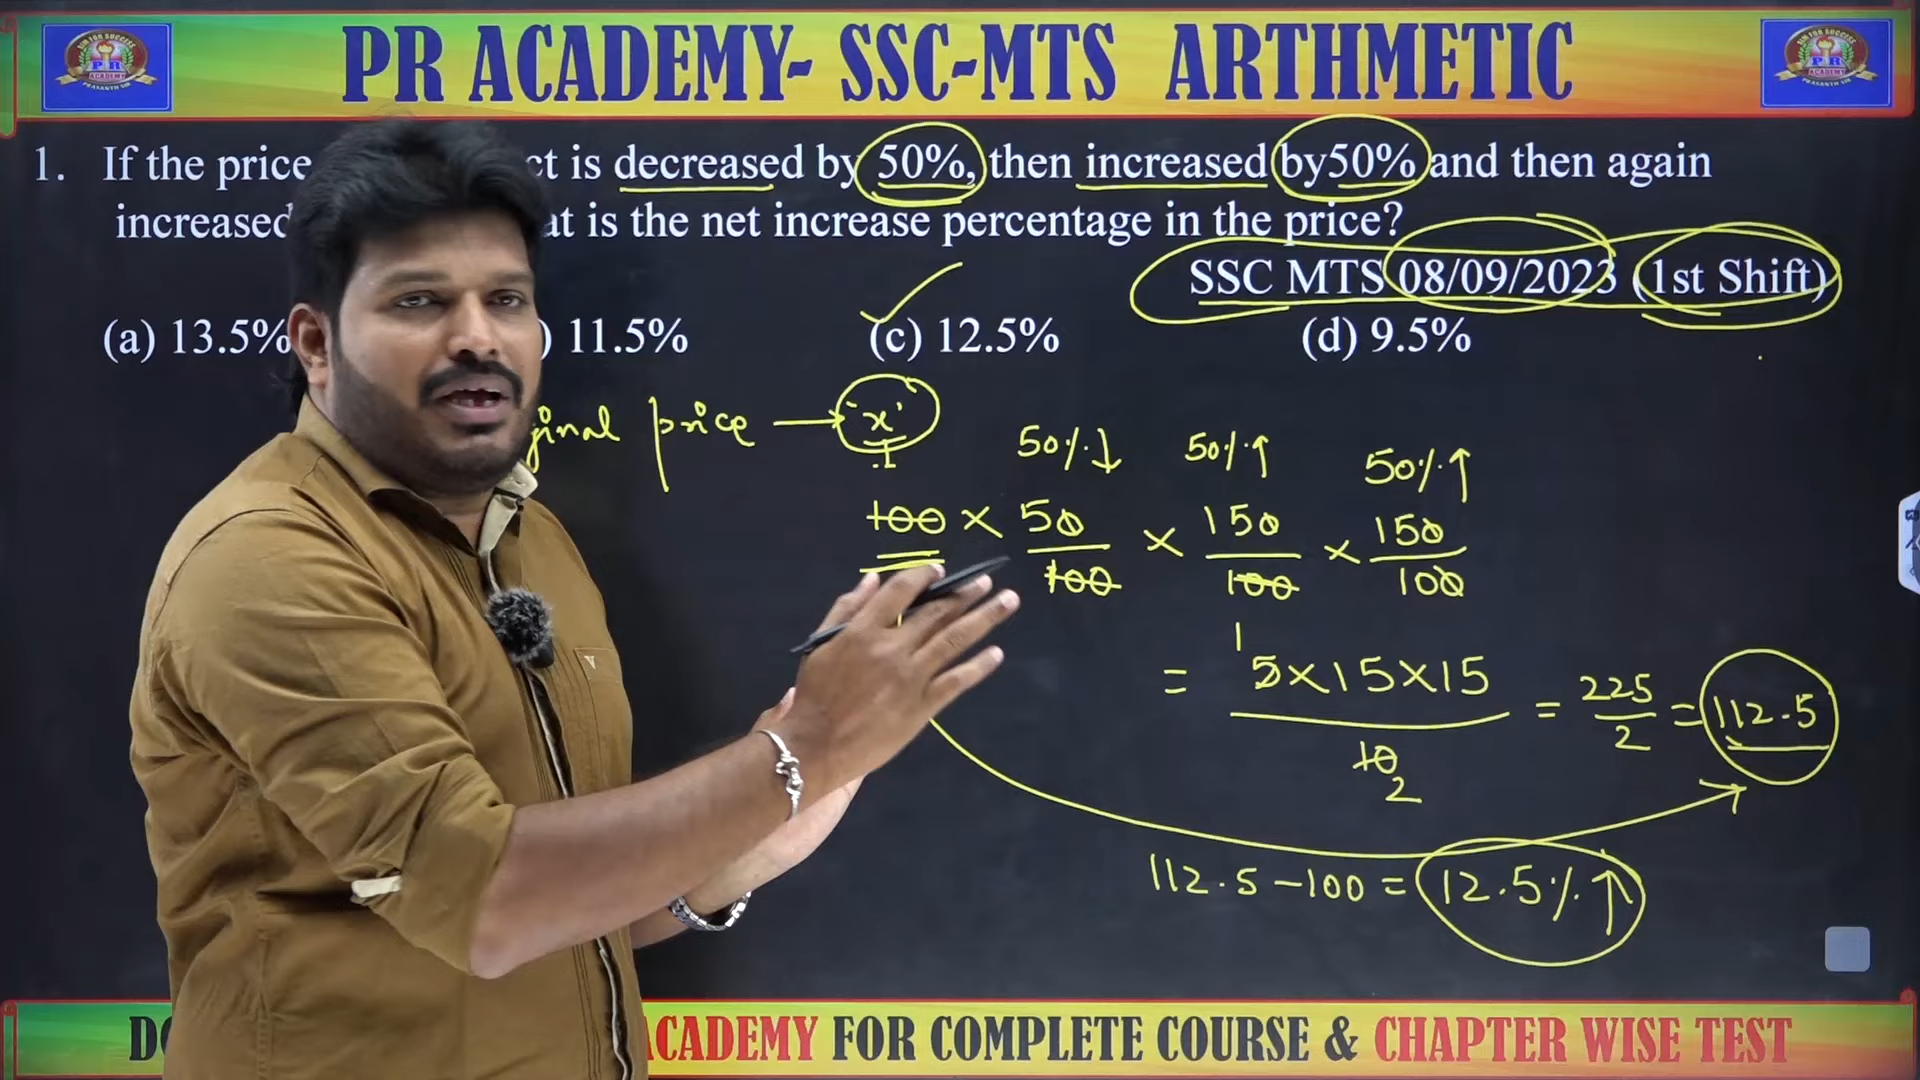 PR ACADEMY- SSC-MTS ARTHMETIC
1. If the price ct is decreased by 50%, then increased by50% and then again
increased at is the net increase percentage in the price?
SSC MTS 08/09/2023 (1st Shift)
(a) 13.5% ) 11.5% (c) 12.5% (d) 9.5%
ginal price → 'x'
50%↓ 50%↑ 50%↑
100 × 50/100 × 150/100 × 150/100
= 5×15×15/10 = 225/2 = 112.5
1
2
112.5-100 = 12.5%↑
ACADEMY FOR COMPLETE COURSE & CHAPTER WISE TEST